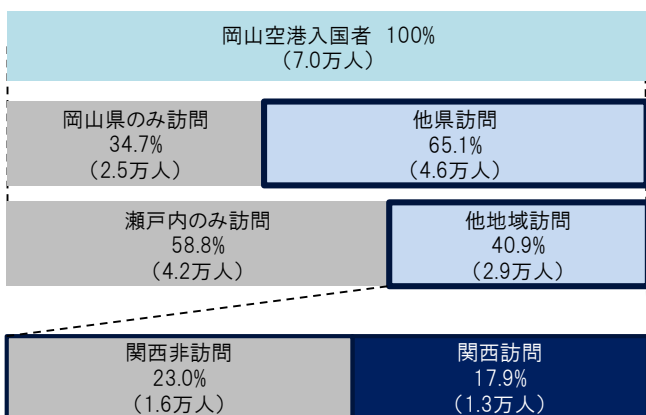 岡山空港入国者 100%
(7.0万人)
岡山県のみ訪問
34.7%
(2.5万人)
他県訪問
65.1%
(4.6万人)
瀬戸内のみ訪問
58.8%
(4.2万人)
他地域訪問
40.9%
(2.9万人)
関西非訪問
23.0%
(1.6万人)
関西訪問
17.9%
(1.3万人)